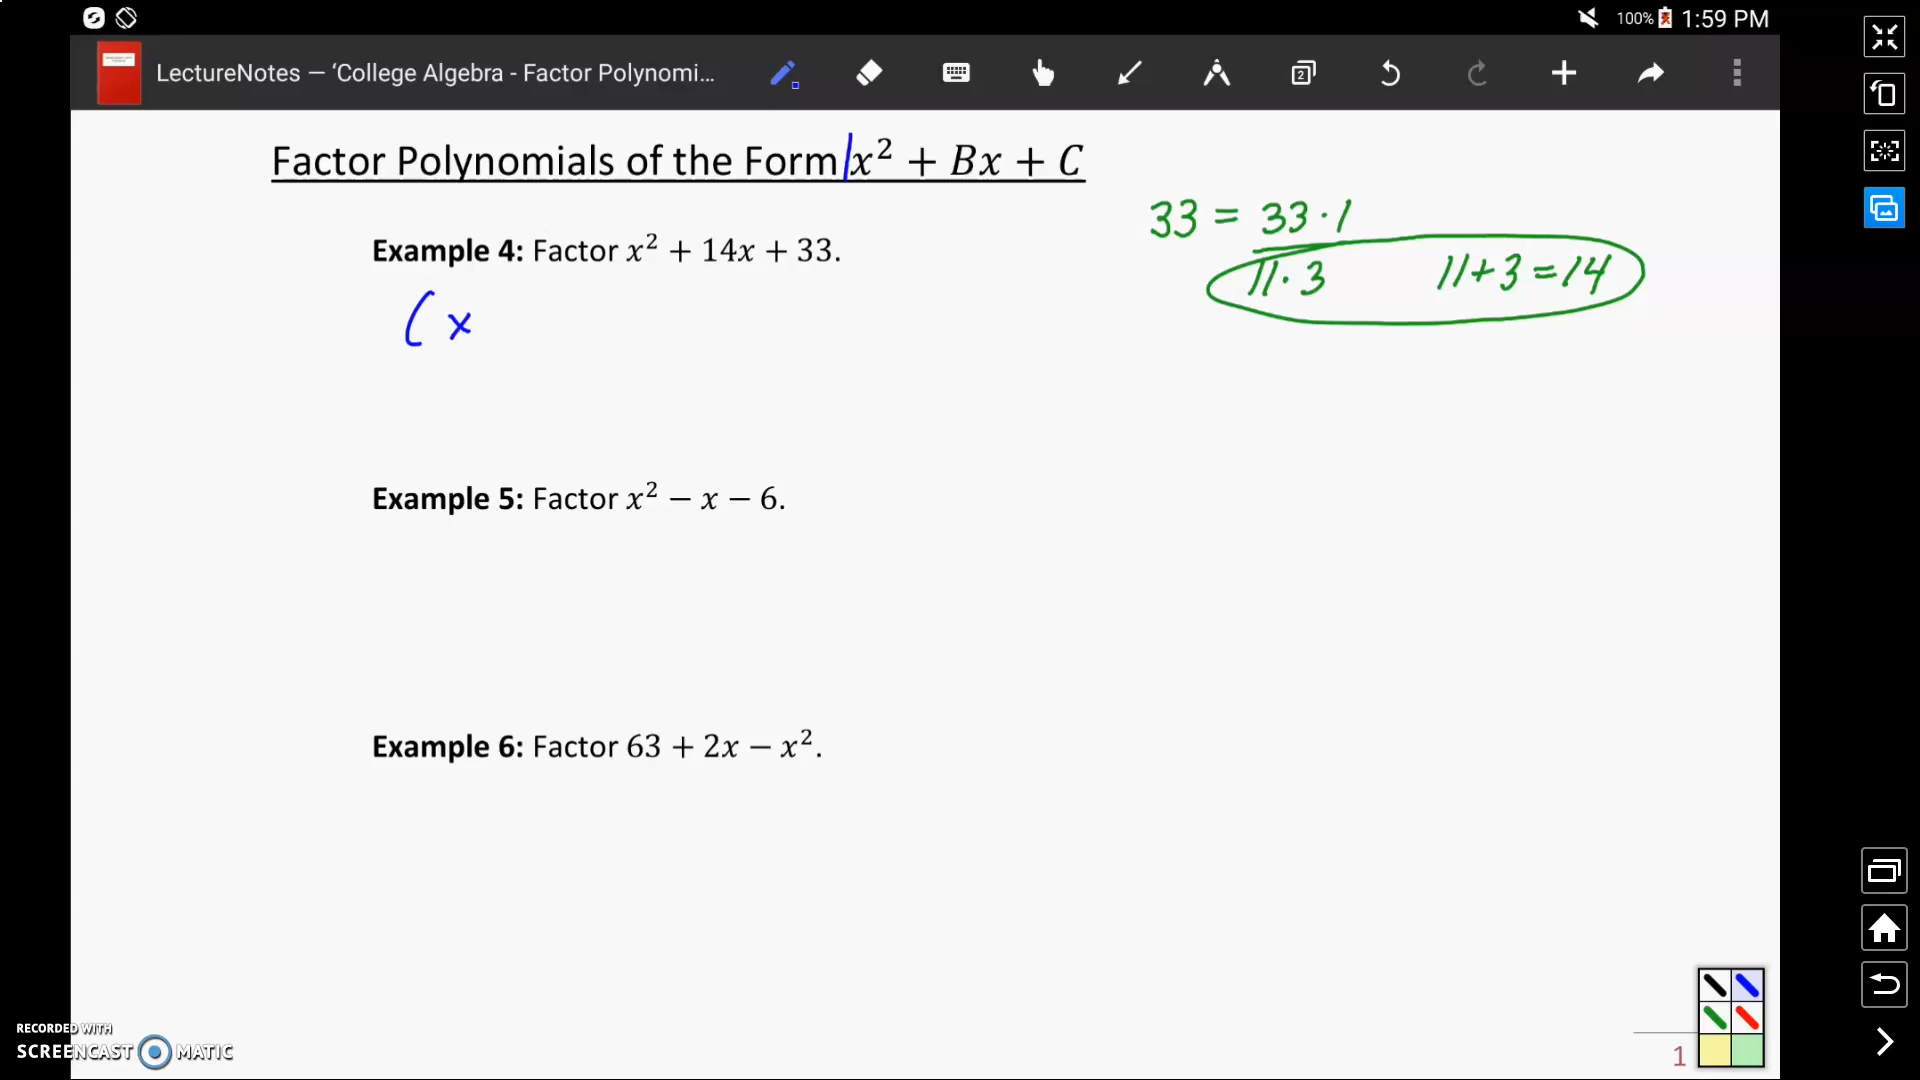 100% 1:59 PM
LectureNotes — ‘College Algebra - Factor Polynomi...
2
Factor Polynomials of the Form x² + Bx + C
33 = 33 · 1
Example 4: Factor x² + 14x + 33.
11 · 3 11+3=14
( x
Example 5: Factor x² − x − 6.
Example 6: Factor 63 + 2x − x².
RECORDED WITH
SCREENCAST MATIC
1